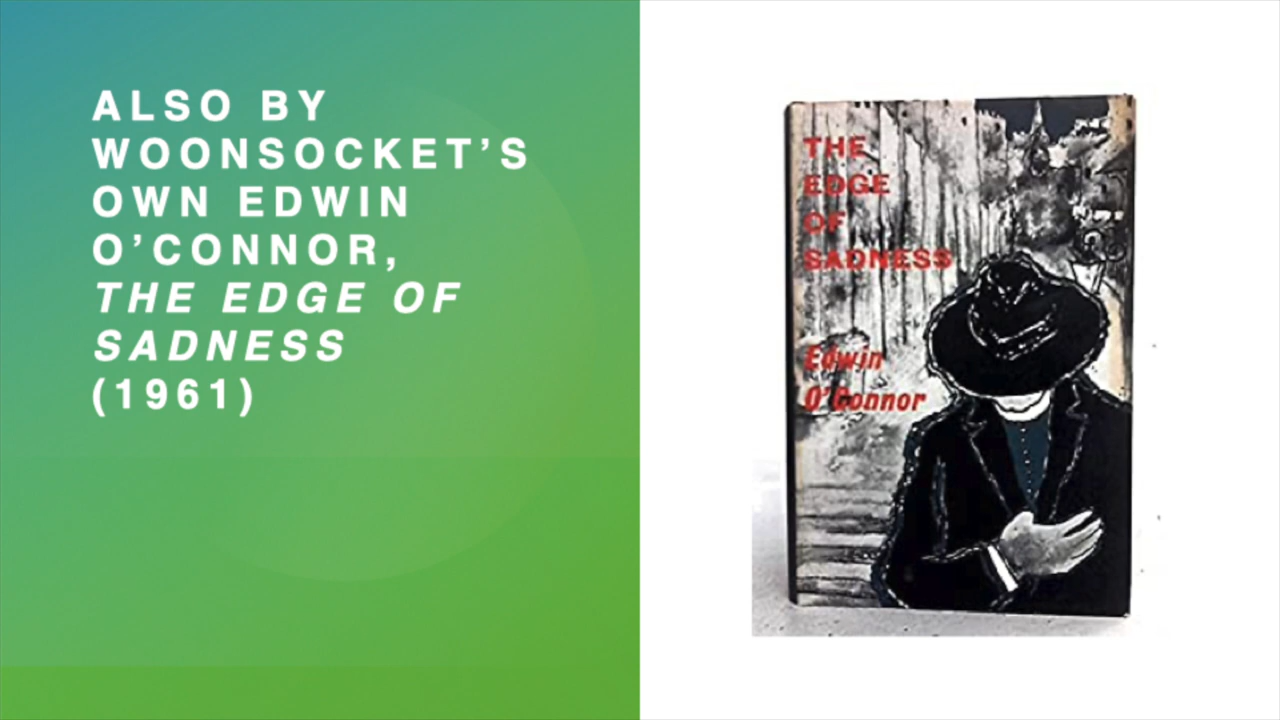 ALSO BY
WOONSOCKET’S
OWN EDWIN
O’CONNOR,
THE EDGE OF
SADNESS
(1961)
THE
EDGE
OF
SADNESS
Edwin
O'Connor